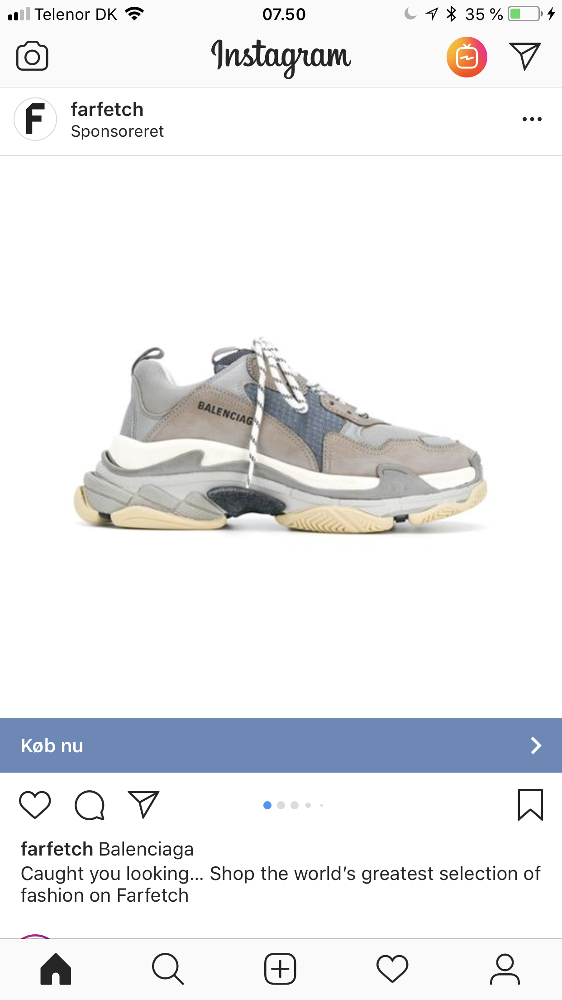 Telenor DK
07.50
35 %
Instagram
F
farfetch
Sponsoreret
BALENCIAG
Køb nu
farfetch Balenciaga
Caught you looking... Shop the world’s greatest selection of
fashion on Farfetch